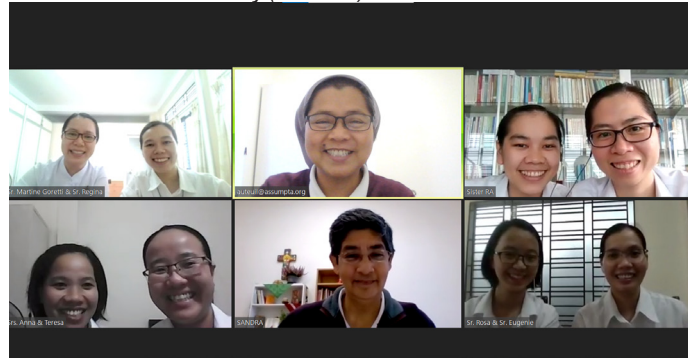 Sr. Martine Goretti & Sr. Regina
auteuil@assumpta.org
Sister RA
Srs. Anna & Teresa
SANDRA
Sr. Rosa & Sr. Eugenie